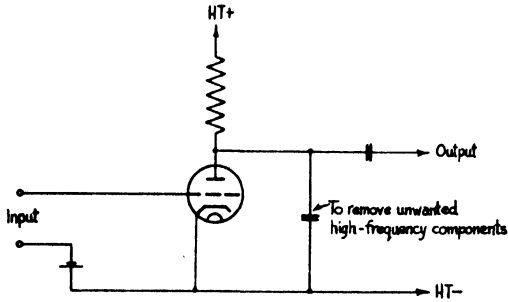 HT+
Output
To remove unwanted
high-frequency components
Input
HT-